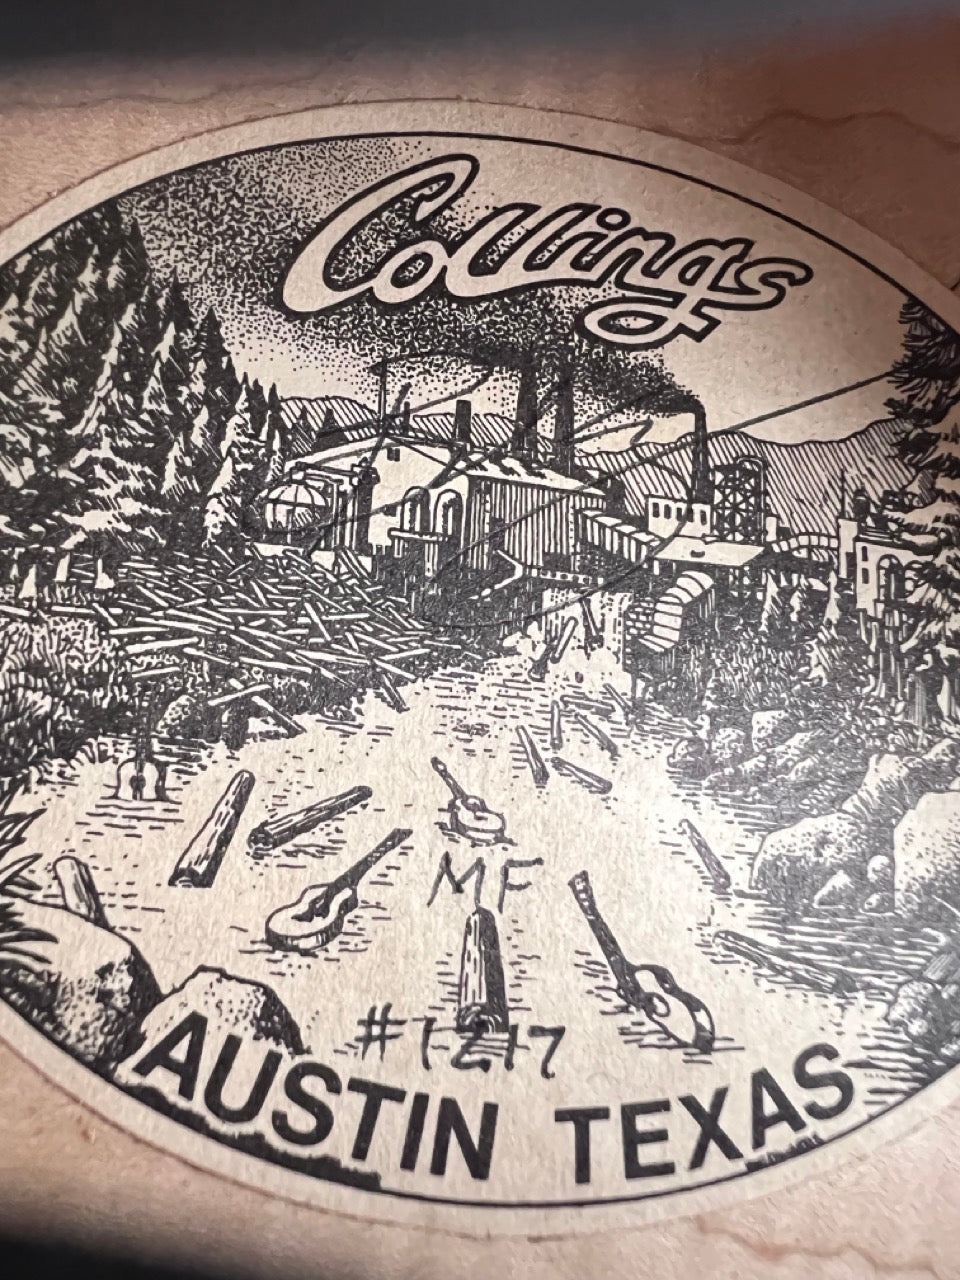 Collings
MF
#1217
AUSTIN TEXAS